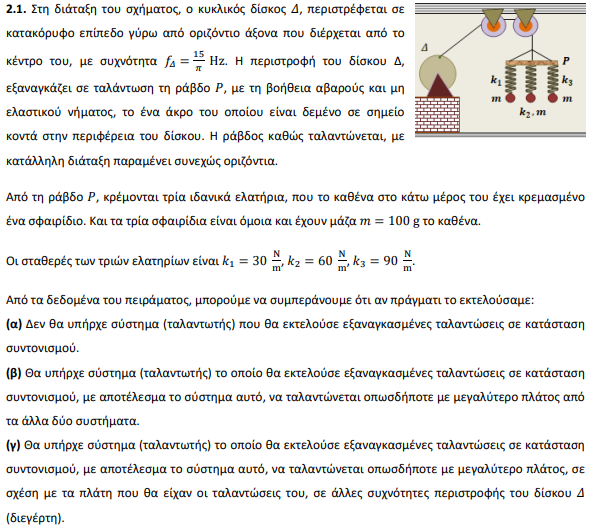 2.1. Στη διάταξη του σχήματος, ο κυκλικός δίσκος Δ, περιστρέφεται σε
κατακόρυφο επίπεδο γύρω από οριζόντιο άξονα που διέρχεται από το
κέντρο του, με συχνότητα f_Δ = 15/π Hz. Η περιστροφή του δίσκου Δ,
εξαναγκάζει σε ταλάντωση τη ράβδο P, με τη βοήθεια αβαρούς και μη
ελαστικού νήματος, το ένα άκρο του οποίου είναι δεμένο σε σημείο
κοντά στην περιφέρεια του δίσκου. Η ράβδος καθώς ταλαντώνεται, με
κατάλληλη διάταξη παραμένει συνεχώς οριζόντια.
Δ
P
k₁
k₃
m
m
k₂, m
Από τη ράβδο P, κρέμονται τρία ιδανικά ελατήρια, που το καθένα στο κάτω μέρος του έχει κρεμασμένο
ένα σφαιρίδιο. Και τα τρία σφαιρίδια είναι όμοια και έχουν μάζα m = 100 g το καθένα.
Οι σταθερές των τριών ελατηρίων είναι k₁ = 30 N/m, k₂ = 60 N/m, k₃ = 90 N/m.
Από τα δεδομένα του πειράματος, μπορούμε να συμπεράνουμε ότι αν πράγματι το εκτελούσαμε:
(α) Δεν θα υπήρχε σύστημα (ταλαντωτής) που θα εκτελούσε εξαναγκασμένες ταλαντώσεις σε κατάσταση
συντονισμού.
(β) Θα υπήρχε σύστημα (ταλαντωτής) το οποίο θα εκτελούσε εξαναγκασμένες ταλαντώσεις σε κατάσταση
συντονισμού, με αποτέλεσμα το σύστημα αυτό, να ταλαντώνεται οπωσδήποτε με μεγαλύτερο πλάτος από
τα άλλα δύο συστήματα.
(γ) Θα υπήρχε σύστημα (ταλαντωτής) το οποίο θα εκτελούσε εξαναγκασμένες ταλαντώσεις σε κατάσταση
συντονισμού, με αποτέλεσμα το σύστημα αυτό, να ταλαντώνεται οπωσδήποτε με μεγαλύτερο πλάτος, σε
σχέση με τα πλάτη που θα είχαν οι ταλαντώσεις του, σε άλλες συχνότητες περιστροφής του δίσκου Δ
(διεγέρτη).